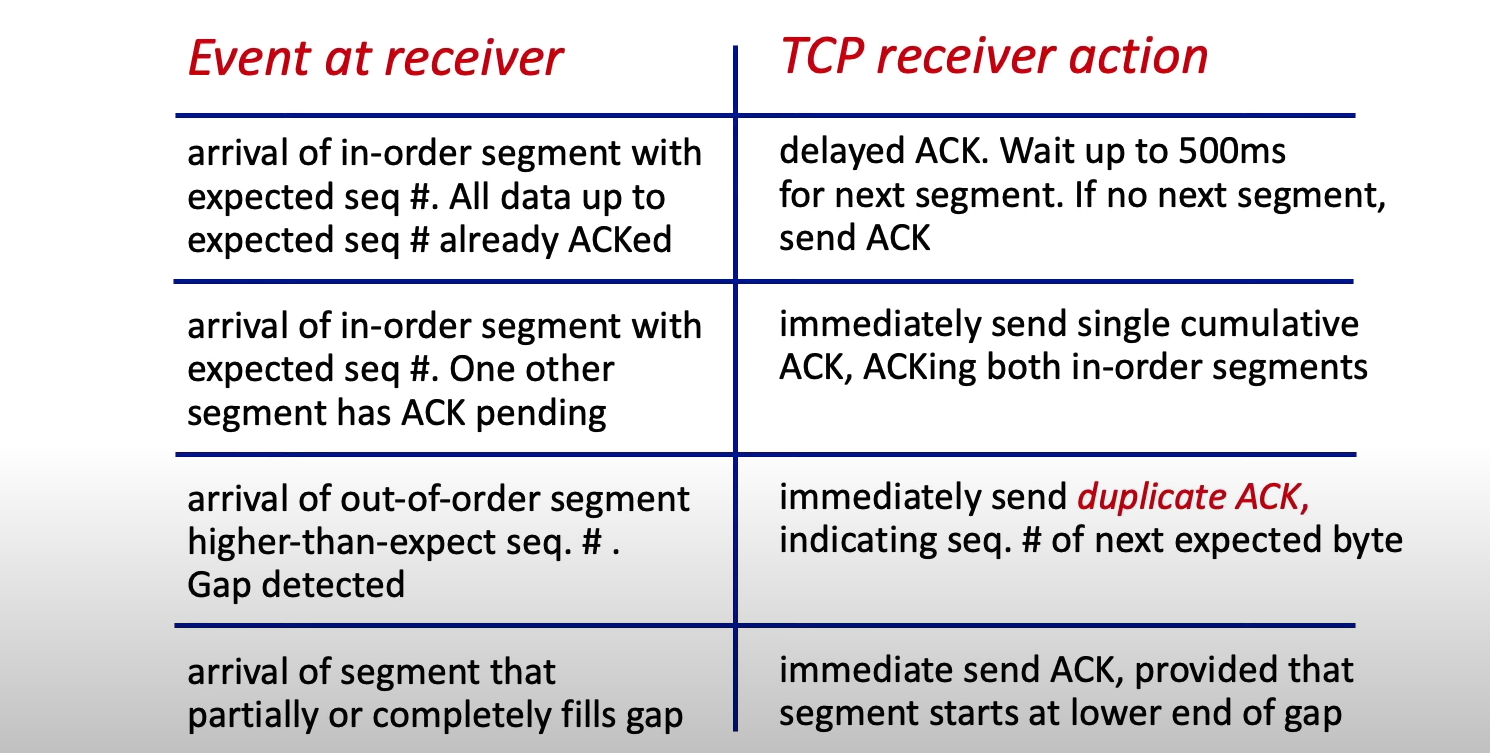 Event at receiver
TCP receiver action
arrival of in-order segment with
expected seq #. All data up to
expected seq # already ACKed
delayed ACK. Wait up to 500ms
for next segment. If no next segment,
send ACK
arrival of in-order segment with
expected seq #. One other
segment has ACK pending
immediately send single cumulative
ACK, ACKing both in-order segments
arrival of out-of-order segment
higher-than-expect seq. # .
Gap detected
immediately send duplicate ACK,
indicating seq. # of next expected byte
arrival of segment that
partially or completely fills gap
immediate send ACK, provided that
segment starts at lower end of gap